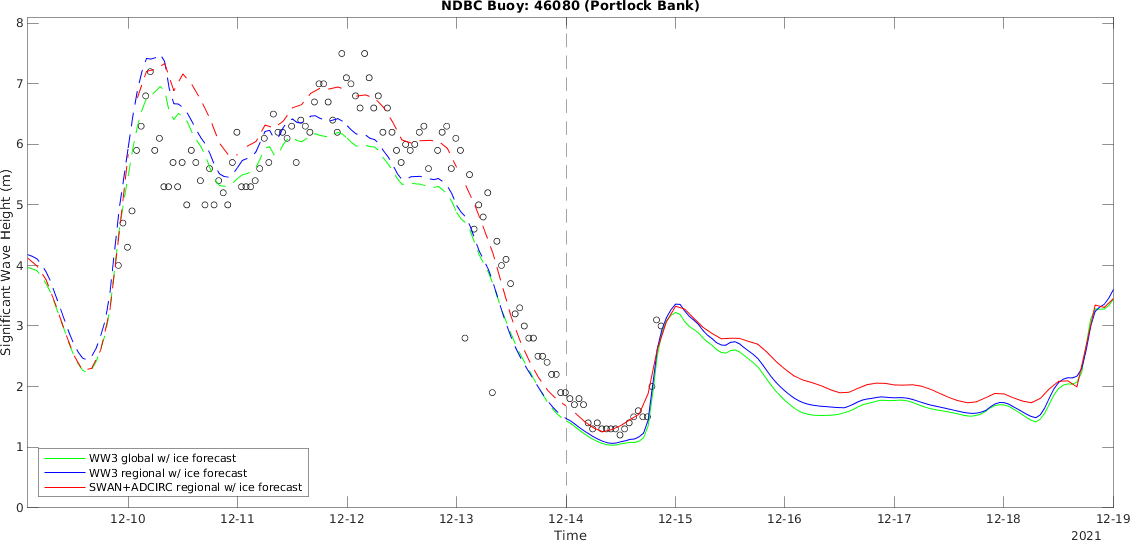 NDBC Buoy: 46080 (Portlock Bank)
Significant Wave Height (m)
8
7
6
5
4
3
2
1
0
WW3 global w/ ice forecast
WW3 regional w/ ice forecast
SWAN+ADCIRC regional w/ ice forecast
12-10 12-11 12-12 12-13 12-14 12-15 12-16 12-17 12-18 12-19
Time
2021